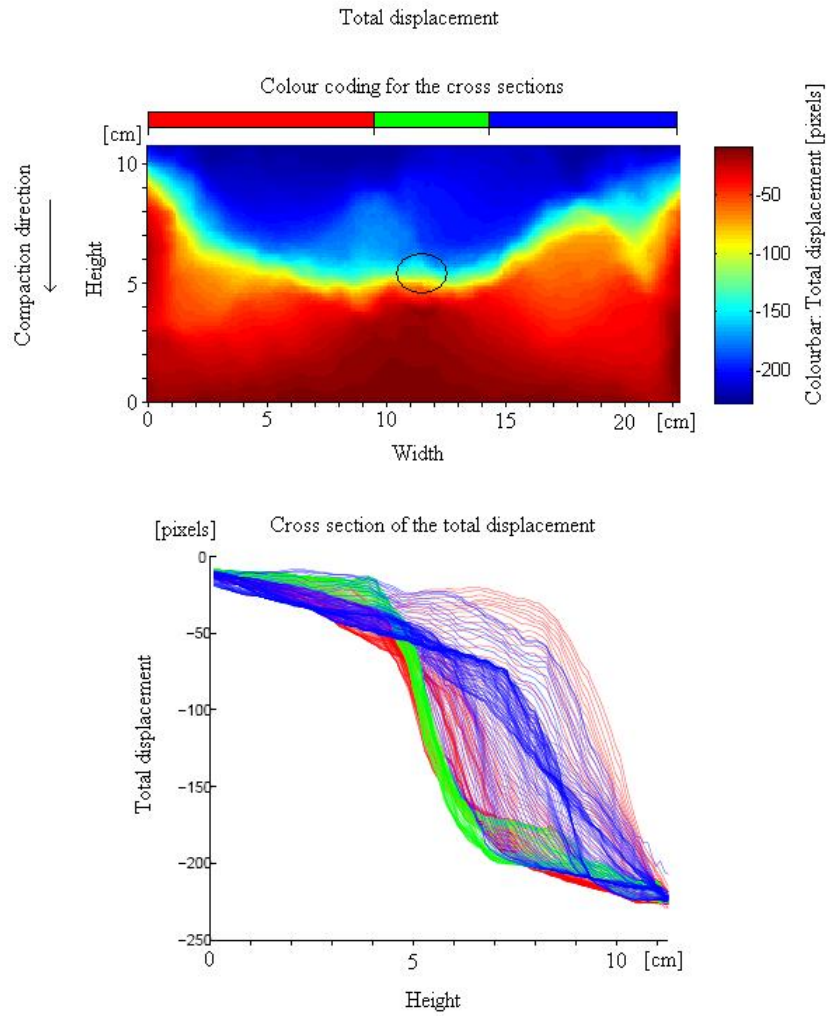 Total displacement
Colour coding for the cross sections
[cm]
10
5
0
Height
Compaction direction
0 5 10 15 20 [cm]
Width
-50
-100
-150
-200
Colourbar: Total displacement [pixels]
[pixels] Cross section of the total displacement
0
-50
-100
-150
-200
-250
Total displacement
0 5 10 [cm]
Height